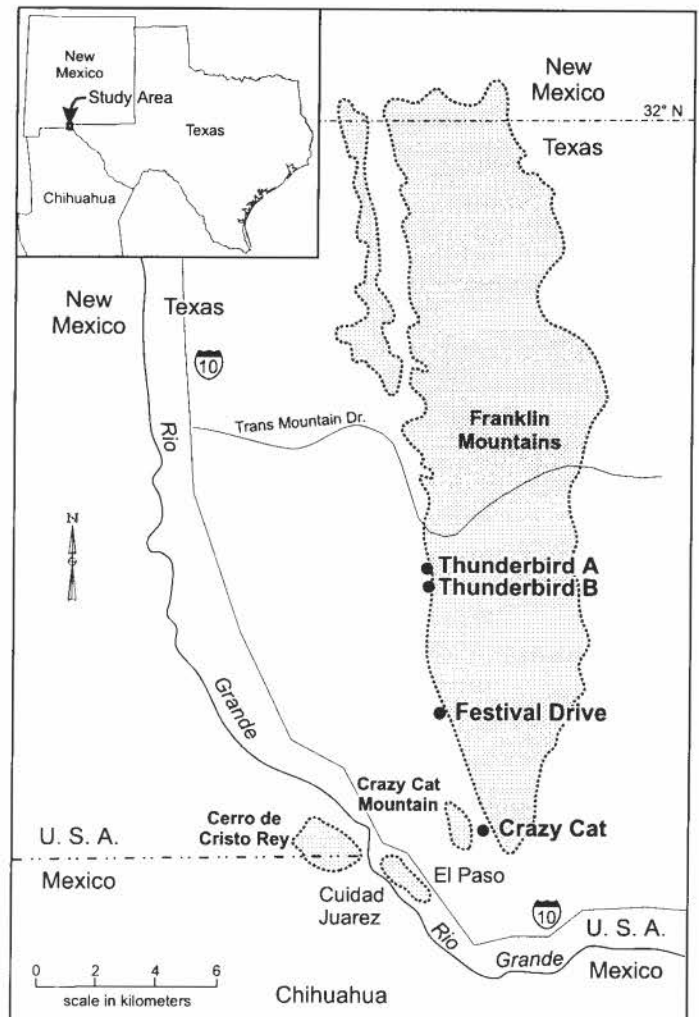 New
Mexico
Study Area
Texas
Chihuahua
New
Mexico
32° N
Texas
New
Mexico
Texas
10
Rio
Trans Mountain Dr.
Franklin
Mountains
N
Thunderbird A
Thunderbird B
Grande
Festival Drive
Crazy Cat
Mountain
Cerro de
Cristo Rey
Crazy Cat
U. S. A.
Mexico
El Paso
Cuidad
Juarez
10
Rio
Grande
U. S. A.
Mexico
0 2 4 6
scale in kilometers
Chihuahua